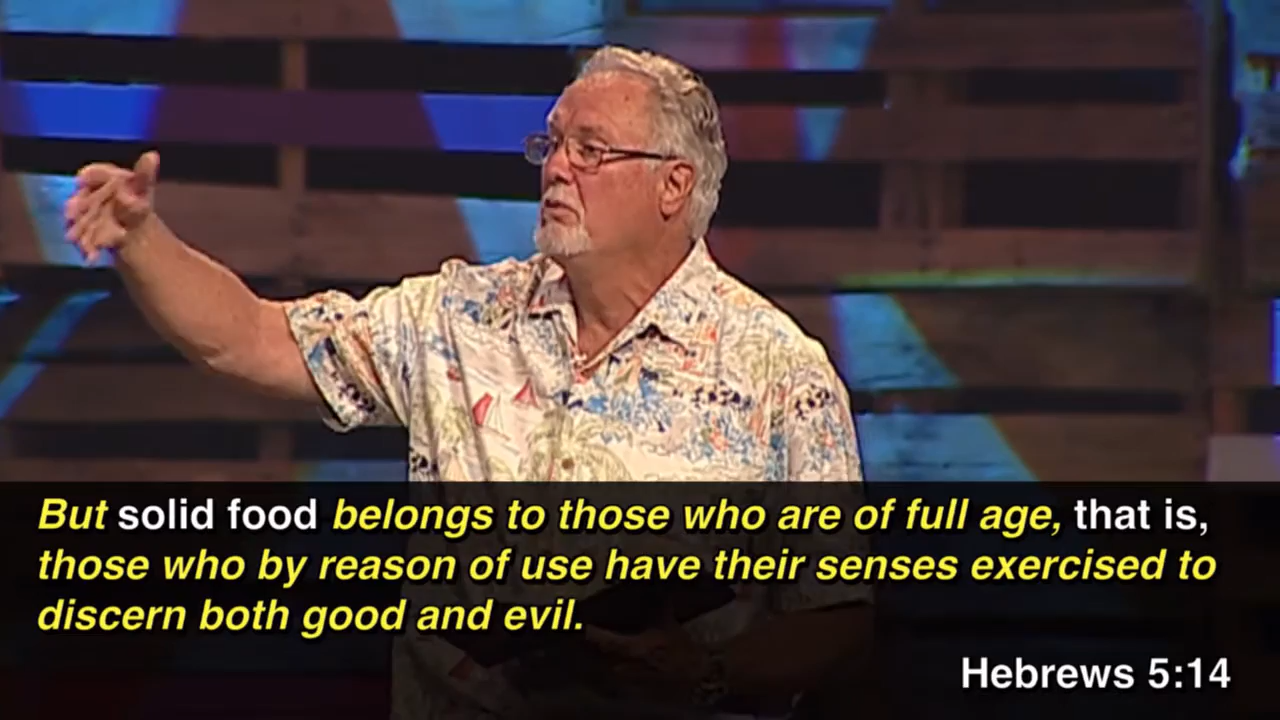 But solid food belongs to those who are of full age, that is,
those who by reason of use have their senses exercised to
discern both good and evil.
Hebrews 5:14